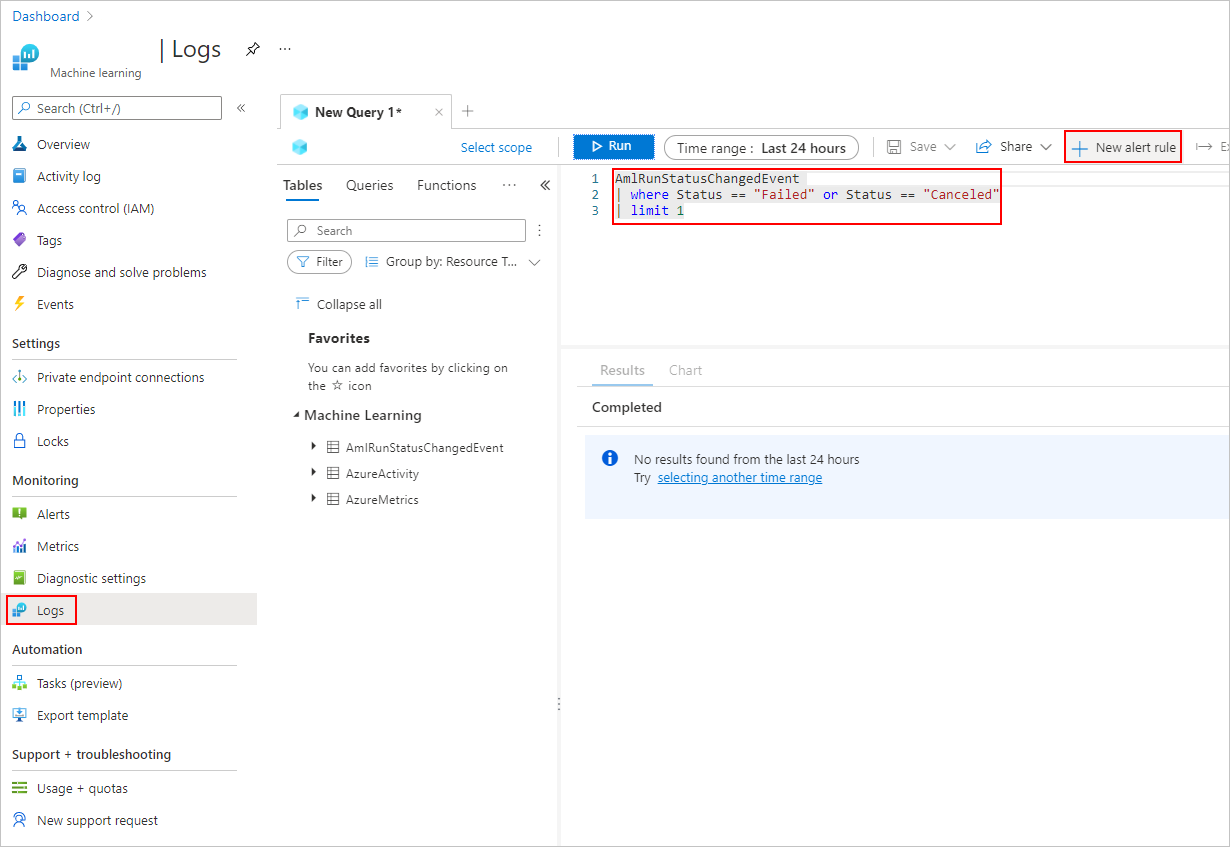 Dashboard
| Logs
Machine learning
Search (Ctrl+/)
Overview
Activity log
Access control (IAM)
Tags
Diagnose and solve problems
Events
Settings
Private endpoint connections
Properties
Locks
Monitoring
Alerts
Metrics
Diagnostic settings
Logs
Automation
Tasks (preview)
Export template
Support + troubleshooting
Usage + quotas
New support request
New Query 1*
Select scope
Run
Time range : Last 24 hours
Save
Share
New alert rule
Tables Queries Functions
Search
Filter
Group by: Resource T...
Collapse all
Favorites
You can add favorites by clicking on
the ☆ icon
Machine Learning
AmlRunStatusChangedEvent
AzureActivity
AzureMetrics
1 AmlRunStatusChangedEvent
2 | where Status == "Failed" or Status == "Canceled"
3 | limit 1
Results Chart
Completed
No results found from the last 24 hours
Try selecting another time range